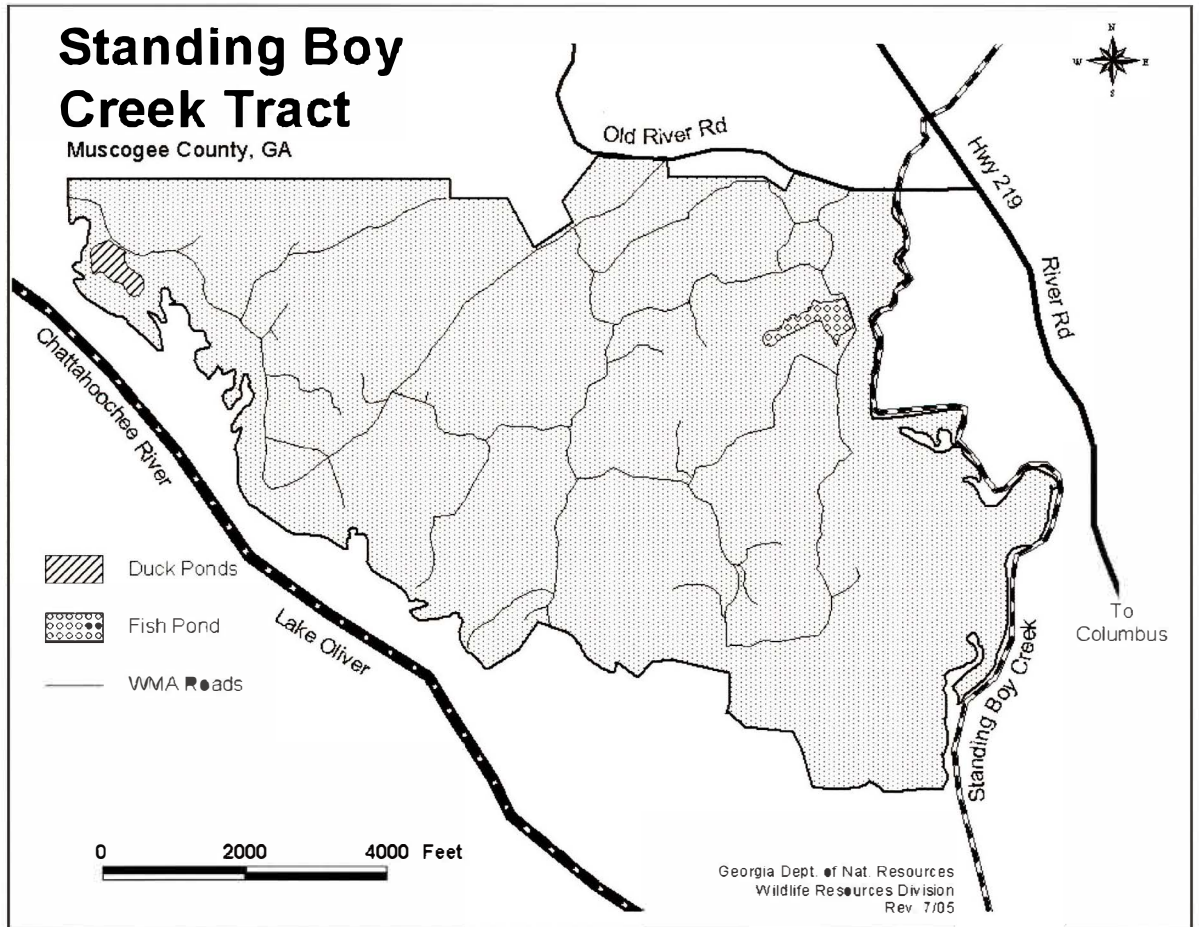 Standing Boy
Creek Tract
Muscogee County, GA
N
W E
S
Old River Rd
Hwy 219
River Rd
Chattahoochee River
Duck Ponds
Fish Pond
WMA Roads
Lake Oliver
To
Columbus
Standing Boy Creek
0 2000 4000 Feet
Georgia Dept. of Nat. Resources
Wildlife Resources Division
Rev. 7/05